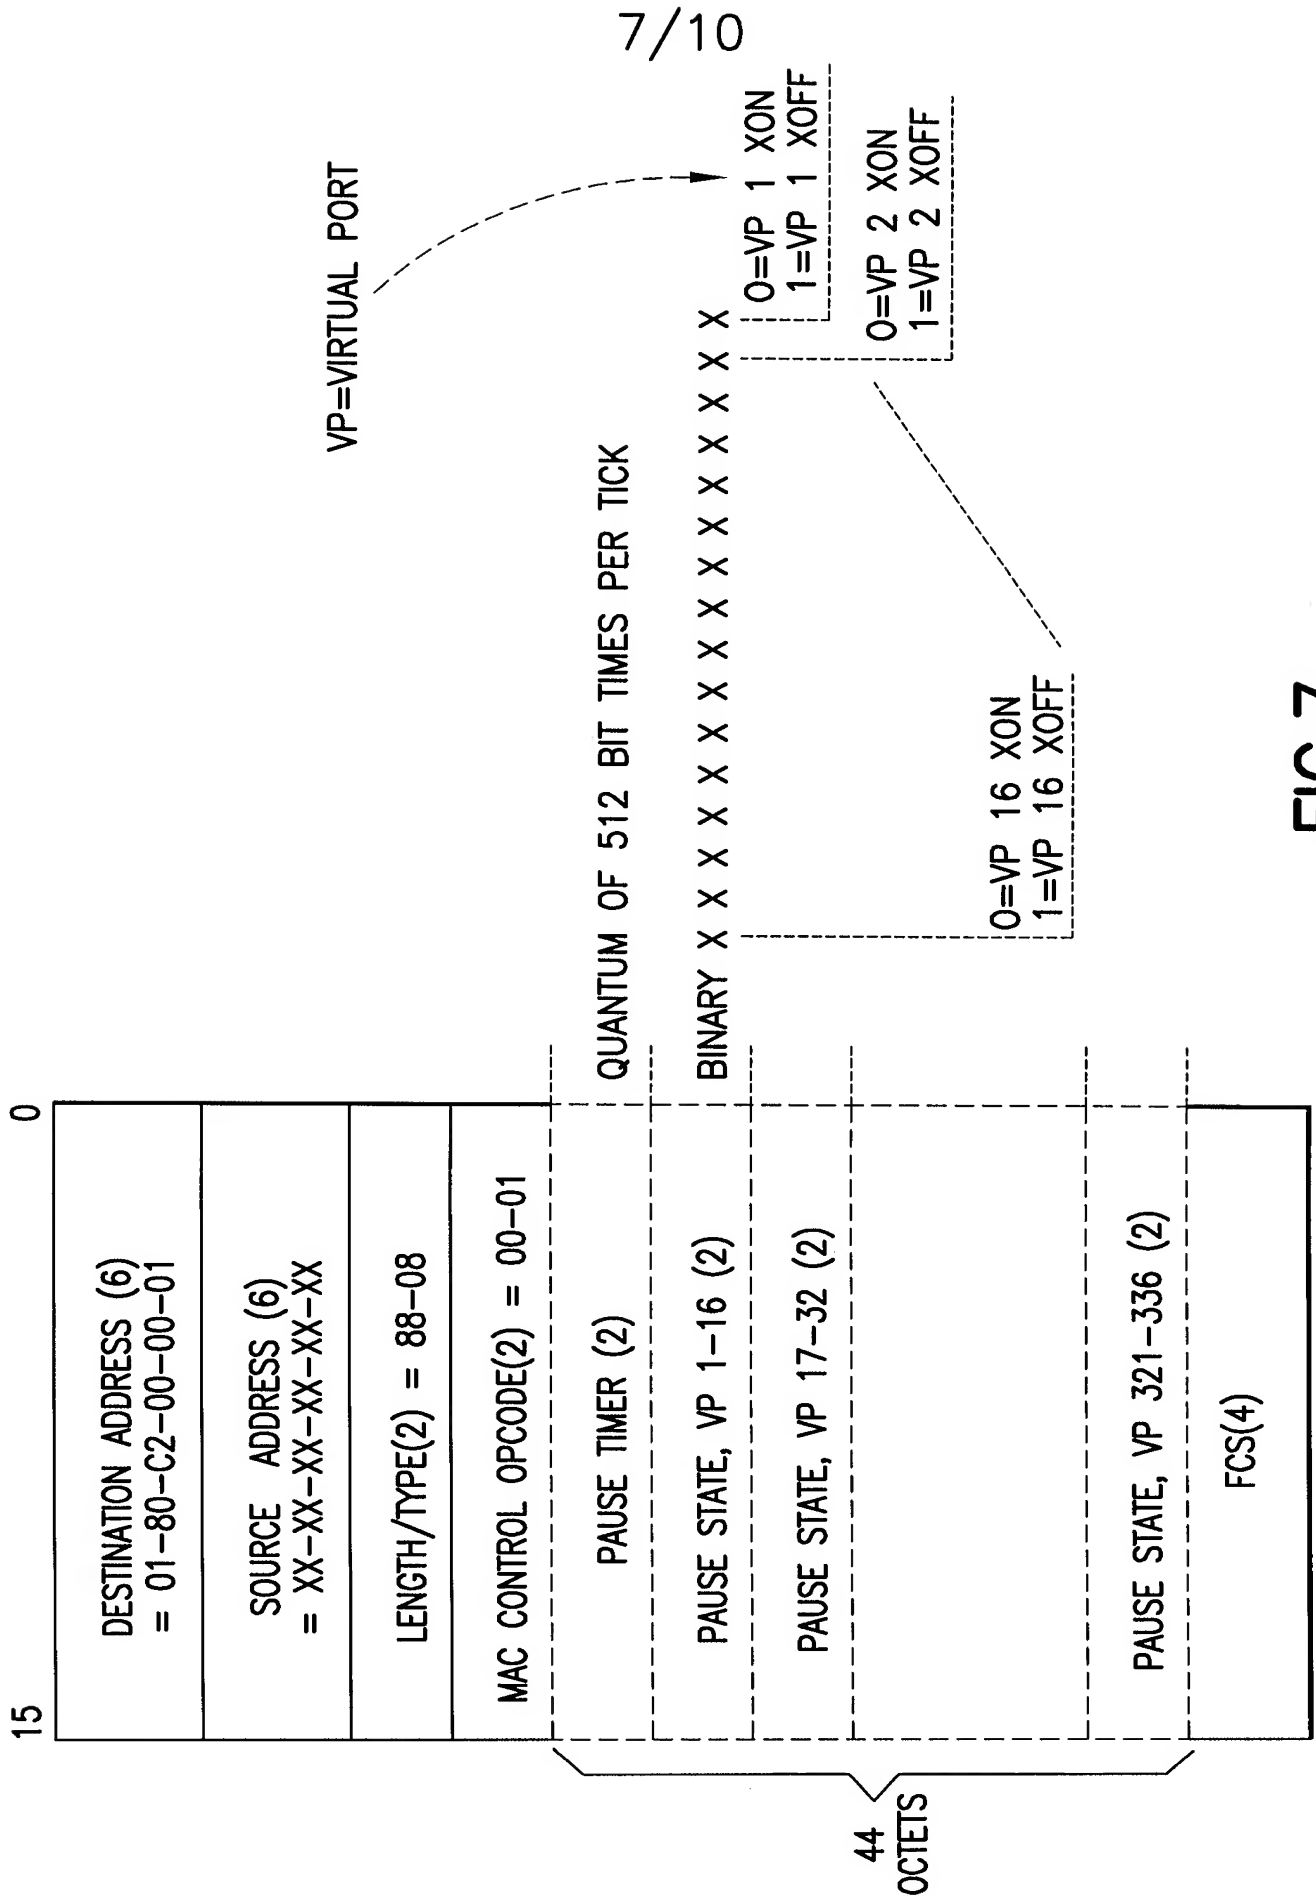 7/10
15
0
DESTINATION ADDRESS (6)
= 01-80-C2-00-00-01
SOURCE ADDRESS (6)
= XX-XX-XX-XX-XX-XX
LENGTH/TYPE(2) = 88-08
MAC CONTROL OPCODE(2) = 00-01
PAUSE TIMER (2)
QUANTUM OF 512 BIT TIMES PER TICK
PAUSE STATE, VP 1-16 (2)
BINARY X X X X X X X X X X X X X X X X
PAUSE STATE, VP 17-32 (2)
PAUSE STATE, VP 321-336 (2)
FCS(4)
44
OCTETS
VP=VIRTUAL PORT
0=VP 1 XON
1=VP 1 XOFF
0=VP 2 XON
1=VP 2 XOFF
0=VP 16 XON
1=VP 16 XOFF
FIG.7